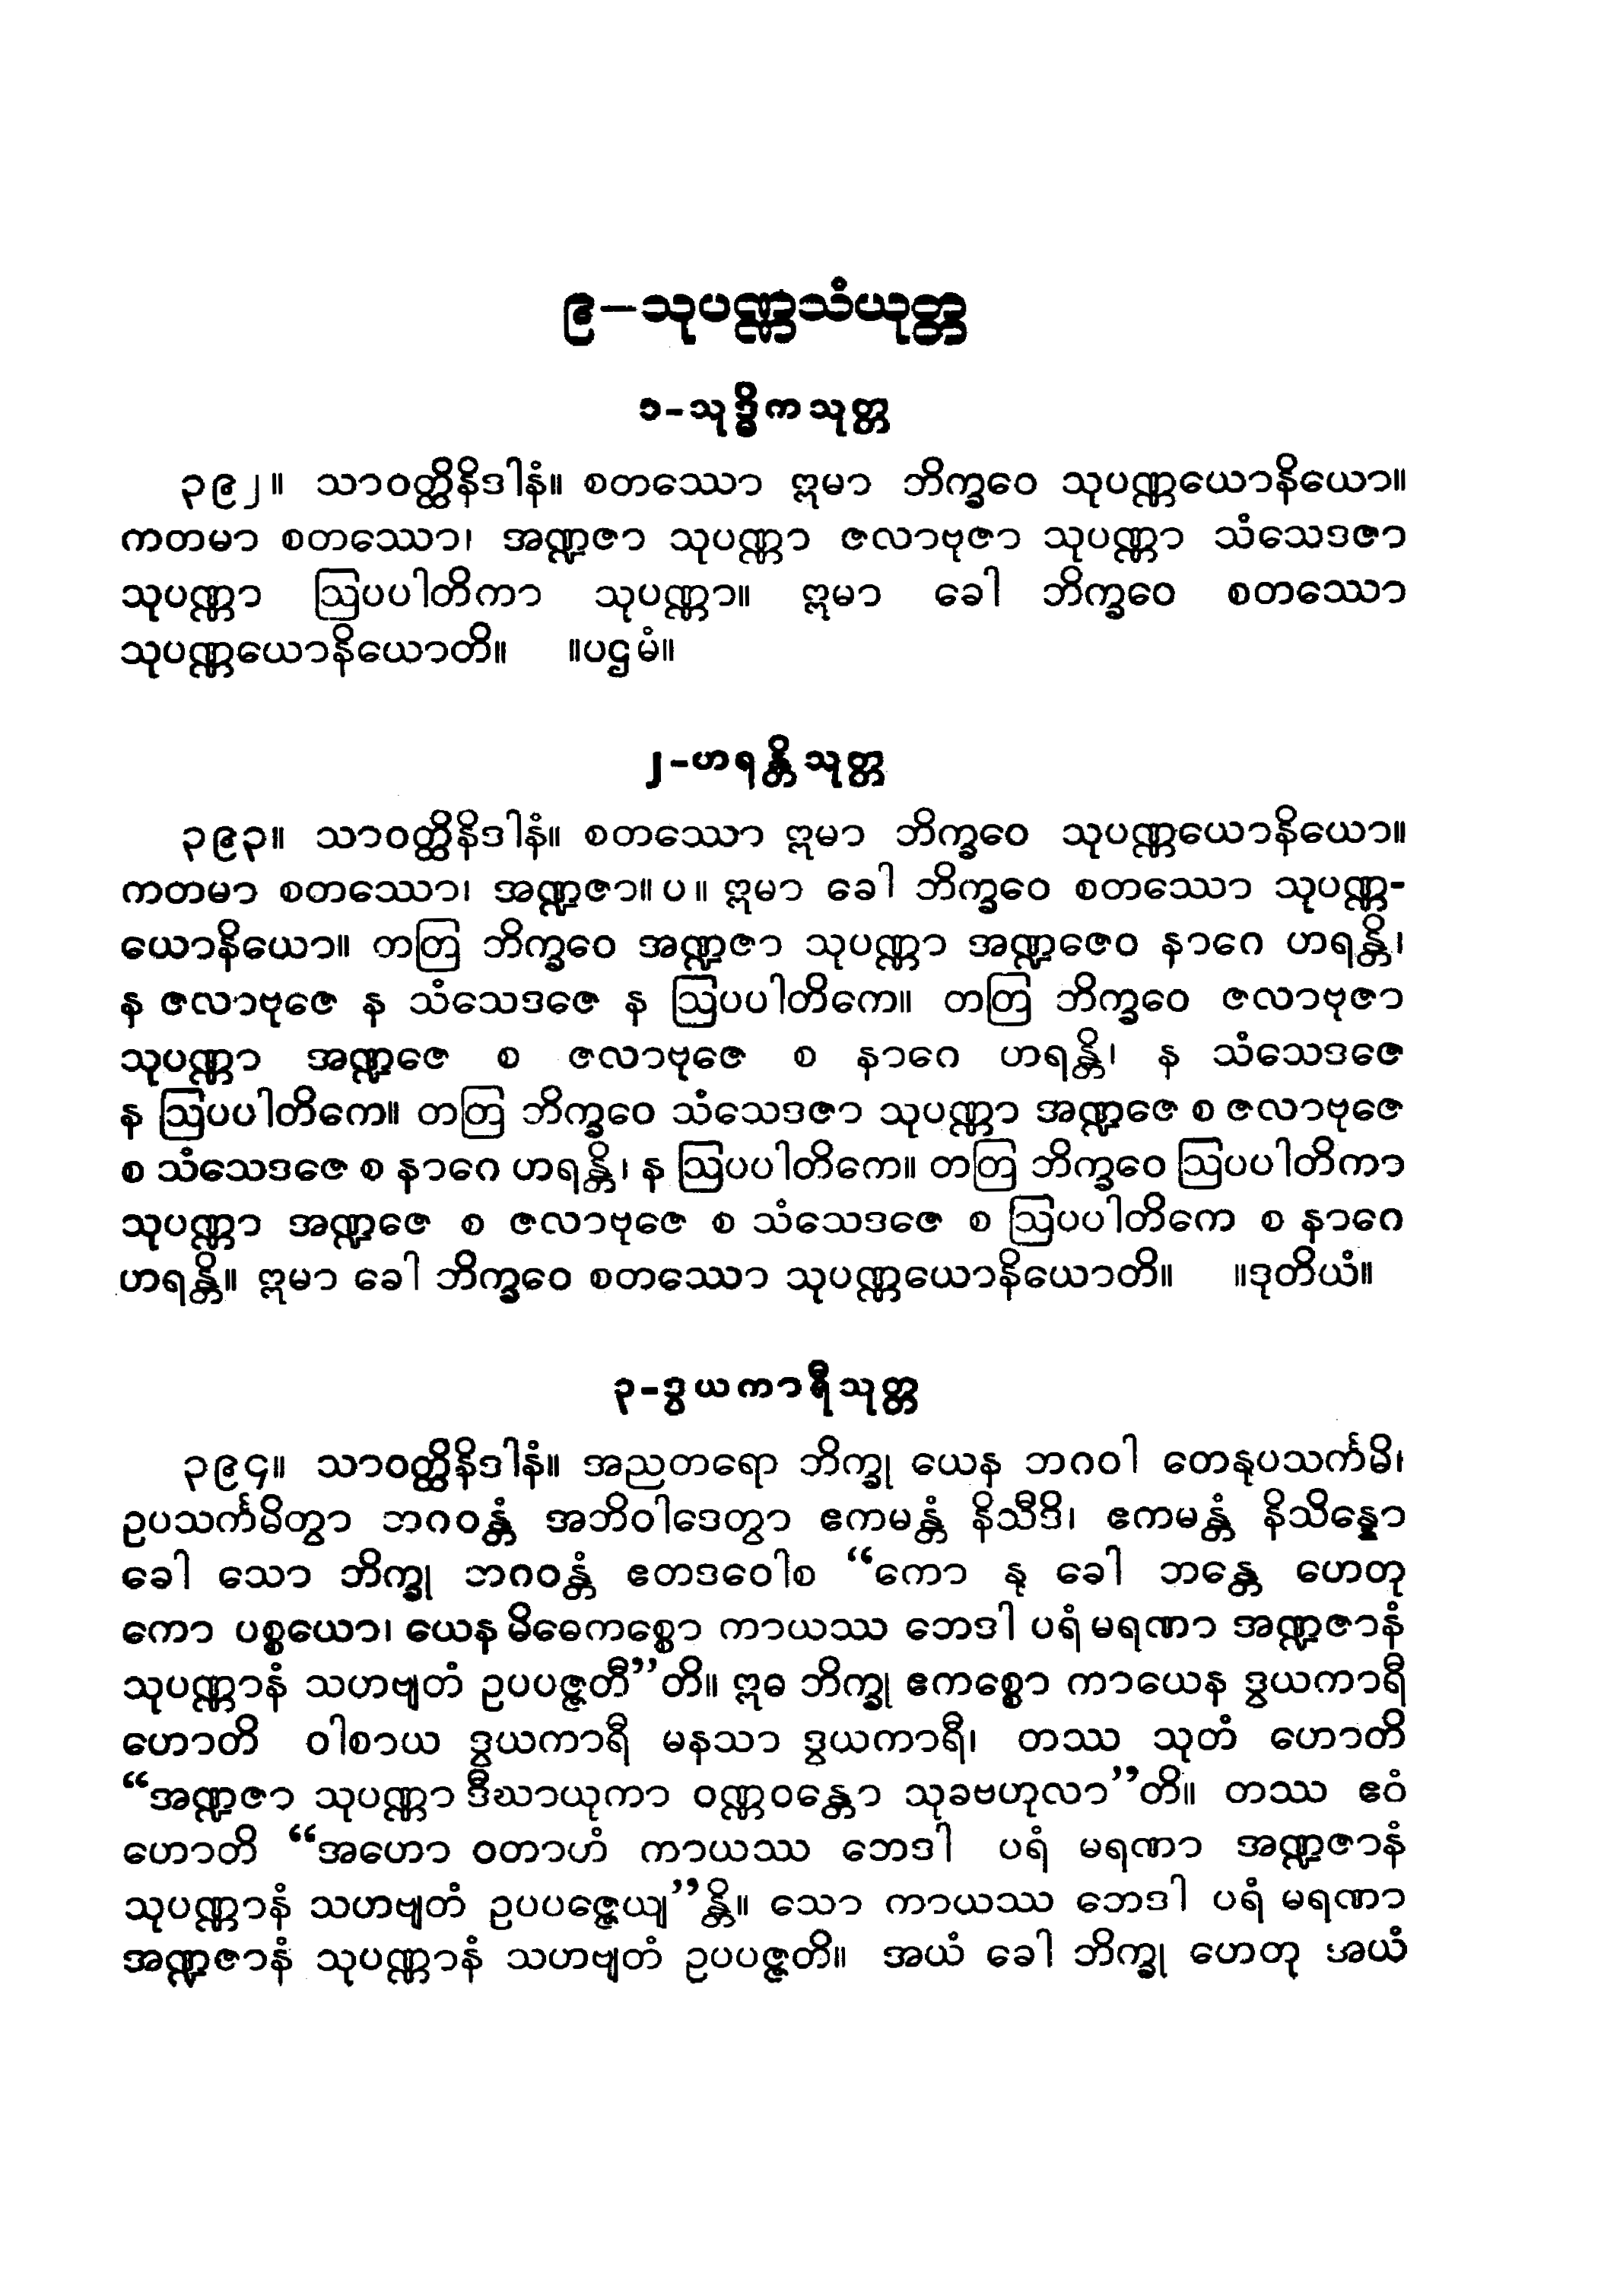 ၉–သုပဏ္ဏသံယုတ္တ
၁-သုဒ္ဓိကသုတ္တ
၃၉၂။ သာဝတ္ထိနိဒါနံ။ စတဿော ဣမာ ဘိက္ခဝေ သုပဏ္ဏယောနိယော။
ကတမာ စတဿော၊ အဏ္ဍဇာ သုပဏ္ဏာ ဇလာဗုဇာ သုပဏ္ဏာ သံသေဒဇာ
သုပဏ္ဏာ ဩပပါတိကာ သုပဏ္ဏာ။ ဣမာ ခေါ ဘိက္ခဝေ စတဿော
သုပဏ္ဏယောနိယောတိ။ ။ပဌမံ။
၂-ဟရန္တိသုတ္တ
၃၉၃။ သာဝတ္ထိနိဒါနံ။ စတဿော ဣမာ ဘိက္ခဝေ သုပဏ္ဏယောနိယော။
ကတမာ စတဿော၊ အဏ္ဍဇာ။ပ။ ဣမာ ခေါ ဘိက္ခဝေ စတဿော သုပဏ္ဏ-
ယောနိယော။ တတြ ဘိက္ခဝေ အဏ္ဍဇာ သုပဏ္ဏာ အဏ္ဍဇေဝ နာဂေ ဟရန္တိ၊
န ဇလာဗုဇေ န သံသေဒဇေ န ဩပပါတိကေ။ တတြ ဘိက္ခဝေ ဇလာဗုဇာ
သုပဏ္ဏာ အဏ္ဍဇေ စ ဇလာဗုဇေ စ နာဂေ ဟရန္တိ၊ န သံသေဒဇေ
န ဩပပါတိကေ။ တတြ ဘိက္ခဝေ သံသေဒဇာ သုပဏ္ဏာ အဏ္ဍဇေ စ ဇလာဗုဇေ
စ သံသေဒဇေ စ နာဂေ ဟရန္တိ၊ န ဩပပါတိကေ။ တတြ ဘိက္ခဝေ ဩပပါတိကာ
သုပဏ္ဏာ အဏ္ဍဇေ စ ဇလာဗုဇေ စ သံသေဒဇေ စ ဩပပါတိကေ စ နာဂေ
ဟရန္တိ။ ဣမာ ခေါ ဘိက္ခဝေ စတဿော သုပဏ္ဏယောနိယောတိ။ ။ဒုတိယံ။
၃-ဒွယကာရီသုတ္တ
၃၉၄။ သာဝတ္ထိနိဒါနံ။ အညတရော ဘိက္ခု ယေန ဘဂဝါ တေနုပသင်္ကမိ၊
ဥပသင်္ကမိတွာ ဘဂဝန္တံ အဘိဝါဒေတွာ ဧကမန္တံ နိသီဒိ၊ ဧကမန္တံ နိသိန္နော
ခေါ သော ဘိက္ခု ဘဂဝန္တံ ဧတဒဝေါစ “ကော နု ခေါ ဘန္တေ ဟေတု
ကော ပစ္စယော၊ ယေနမိဓေကစ္စော ကာယဿ ဘေဒါ ပရံ မရဏာ အဏ္ဍဇာနံ
သုပဏ္ဏာနံ သဟဗျတံ ဥပပဇ္ဇတီ”တိ။ ဣဓ ဘိက္ခု ဧကစ္စော ကာယေန ဒွယကာရီ
ဟောတိ ဝါစာယ ဒွယကာရီ မနသာ ဒွယကာရီ၊ တဿ သုတံ ဟောတိ
“အဏ္ဍဇာ သုပဏ္ဏာ ဒီဃာယုကာ ဝဏ္ဏဝန္တော သုခဗဟုလာ”တိ။ တဿ ဧဝံ
ဟောတိ “အဟော ဝတာဟံ ကာယဿ ဘေဒါ ပရံ မရဏာ အဏ္ဍဇာနံ
သုပဏ္ဏာနံ သဟဗျတံ ဥပပဇ္ဇေယျ”န္တိ။ သော ကာယဿ ဘေဒါ ပရံ မရဏာ
အဏ္ဍဇာနံ သုပဏ္ဏာနံ သဟဗျတံ ဥပပဇ္ဇတိ။ အယံ ခေါ ဘိက္ခု ဟေတု အယံ